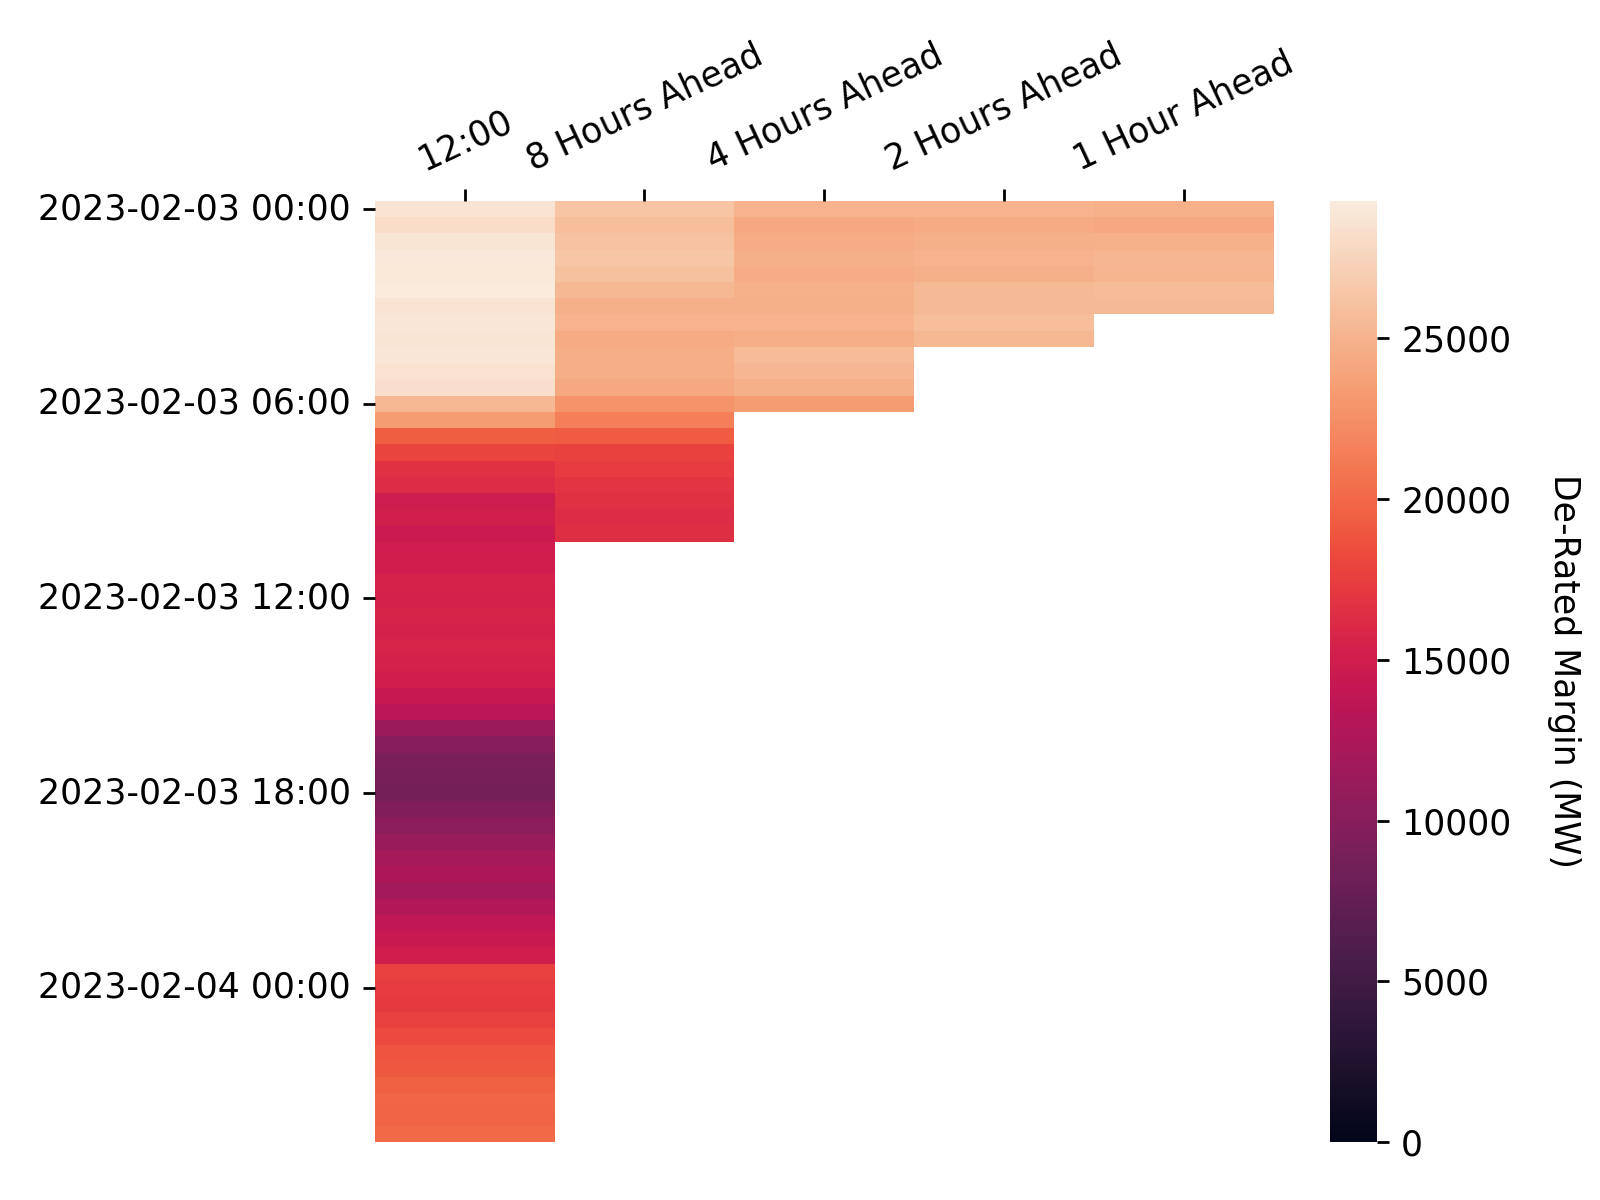 12:00
8 Hours Ahead
4 Hours Ahead
2 Hours Ahead
1 Hour Ahead
2023-02-03 00:00
2023-02-03 06:00
2023-02-03 12:00
2023-02-03 18:00
2023-02-04 00:00
25000
20000
15000
10000
5000
0
De-Rated Margin (MW)